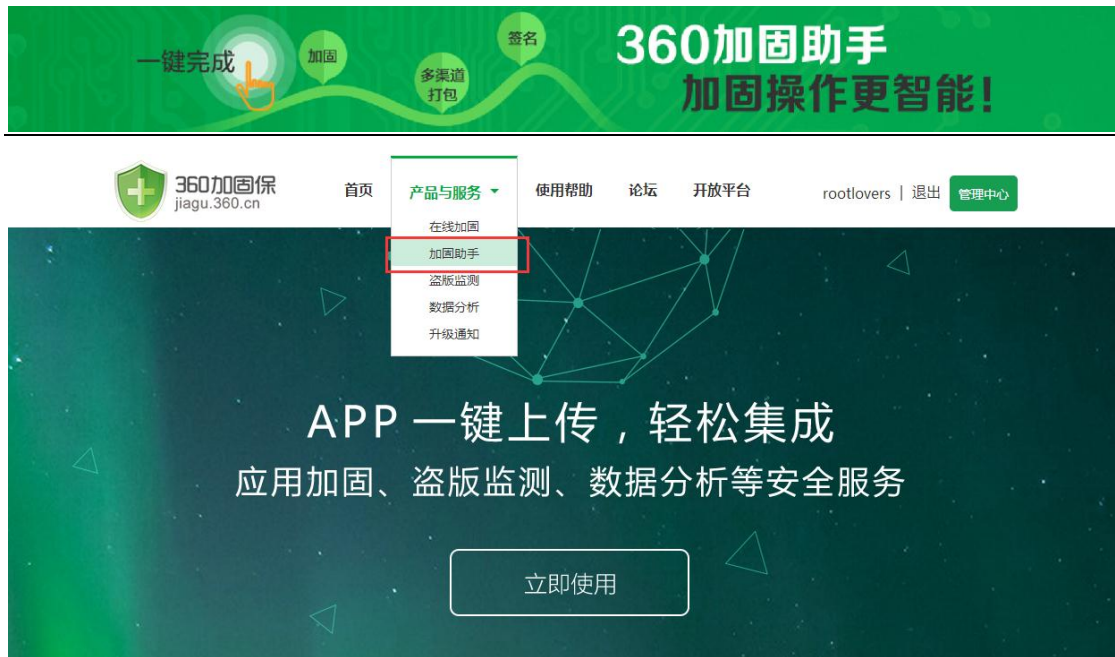 一键完成
加固
多渠道
打包
签名
360加固助手
加固操作更智能！
360加固保
jiagu.360.cn
首页
产品与服务
使用帮助
论坛
开放平台
rootlovers | 退出
管理中心
在线加固
加固助手
盗版监测
数据分析
升级通知
APP 一键上传，轻松集成
应用加固、盗版监测、数据分析等安全服务
立即使用